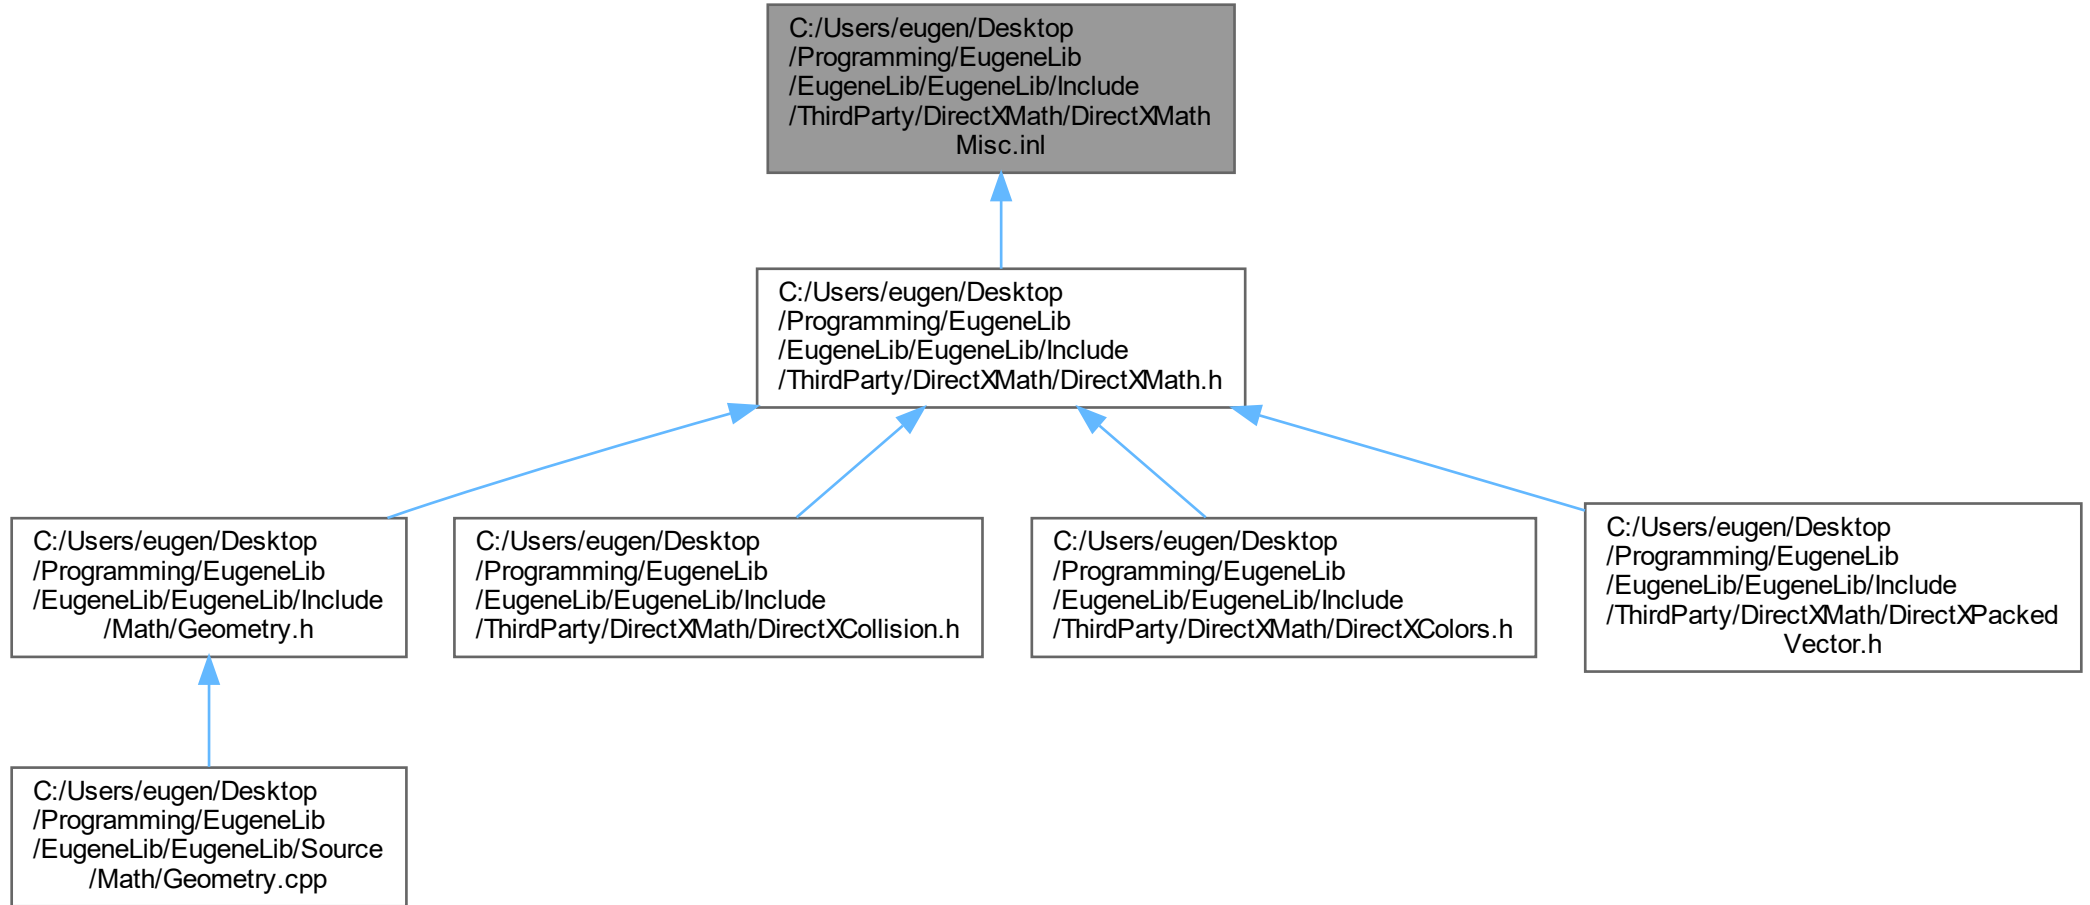 C:/Users/eugen/Desktop
/Programming/EugeneLib
/EugeneLib/EugeneLib/Include
/ThirdParty/DirectXMath/DirectXMath
Misc.inl
C:/Users/eugen/Desktop
/Programming/EugeneLib
/EugeneLib/EugeneLib/Include
/ThirdParty/DirectXMath/DirectXMath.h
C:/Users/eugen/Desktop
/Programming/EugeneLib
/EugeneLib/EugeneLib/Include
/Math/Geometry.h
C:/Users/eugen/Desktop
/Programming/EugeneLib
/EugeneLib/EugeneLib/Include
/ThirdParty/DirectXMath/DirectXCollision.h
C:/Users/eugen/Desktop
/Programming/EugeneLib
/EugeneLib/EugeneLib/Include
/ThirdParty/DirectXMath/DirectXColors.h
C:/Users/eugen/Desktop
/Programming/EugeneLib
/EugeneLib/EugeneLib/Include
/ThirdParty/DirectXMath/DirectXPacked
Vector.h
C:/Users/eugen/Desktop
/Programming/EugeneLib
/EugeneLib/EugeneLib/Source
/Math/Geometry.cpp